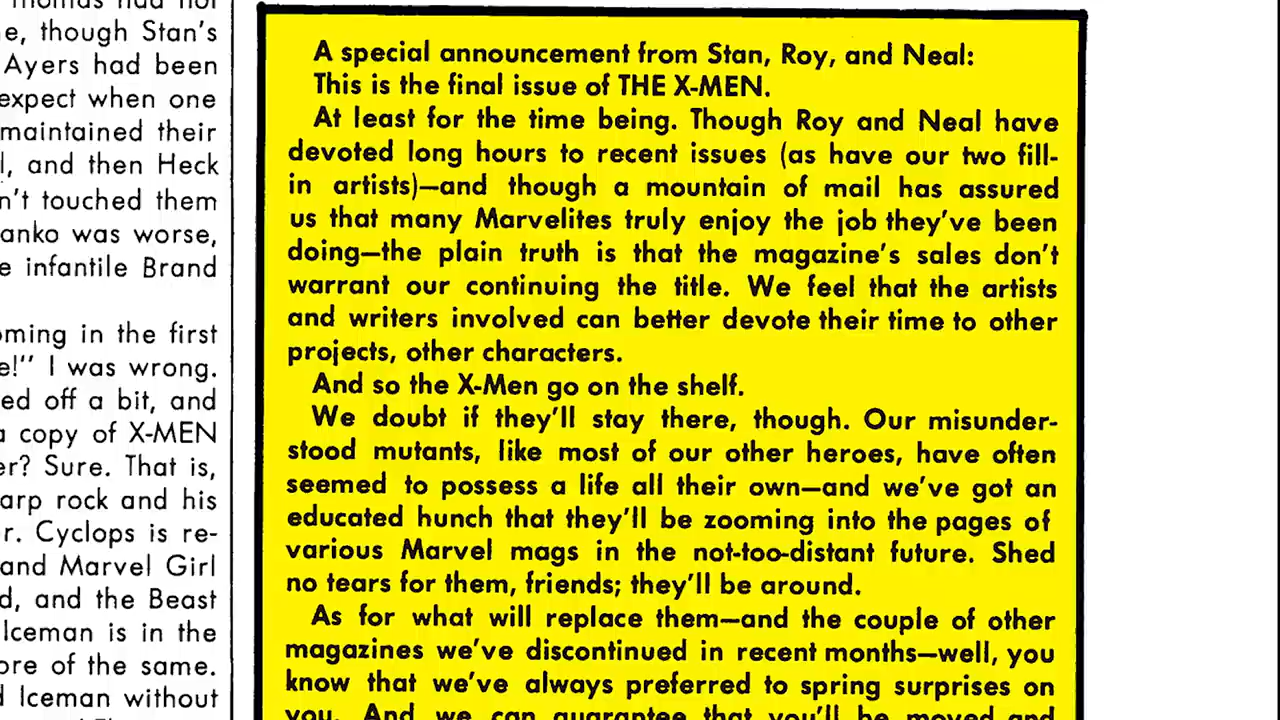 e, though Stan's
Ayers had been
expect when one
maintained their
and then Heck
touched them
was worse,
infantile Brand
in the first
I was wrong.
ed off a bit, and
copy of X-MEN
Sure. That is,
rock and his
Cyclops is re-
and Marvel Girl
and the Beast
Iceman is in the
of the same.
Iceman without
A special announcement from Stan, Roy, and Neal:
This is the final issue of THE X-MEN.
At least for the time being. Though Roy and Neal have
devoted long hours to recent issues (as have our two fill-
in artists)—and though a mountain of mail has assured
us that many Marvelites truly enjoy the job they've been
doing—the plain truth is that the magazine's sales don't
warrant our continuing the title. We feel that the artists
and writers involved can better devote their time to other
projects, other characters.
And so the X-Men go on the shelf.
We doubt if they'll stay there, though. Our misunder-
stood mutants, like most of our other heroes, have often
seemed to possess a life all their own—and we've got an
educated hunch that they'll be zooming into the pages of
various Marvel mags in the not-too-distant future. Shed
no tears for them, friends; they'll be around.
As for what will replace them—and the couple of other
magazines we've discontinued in recent months—well, you
know that we've always preferred to spring surprises on
you. And we can guarantee that you'll be moved and